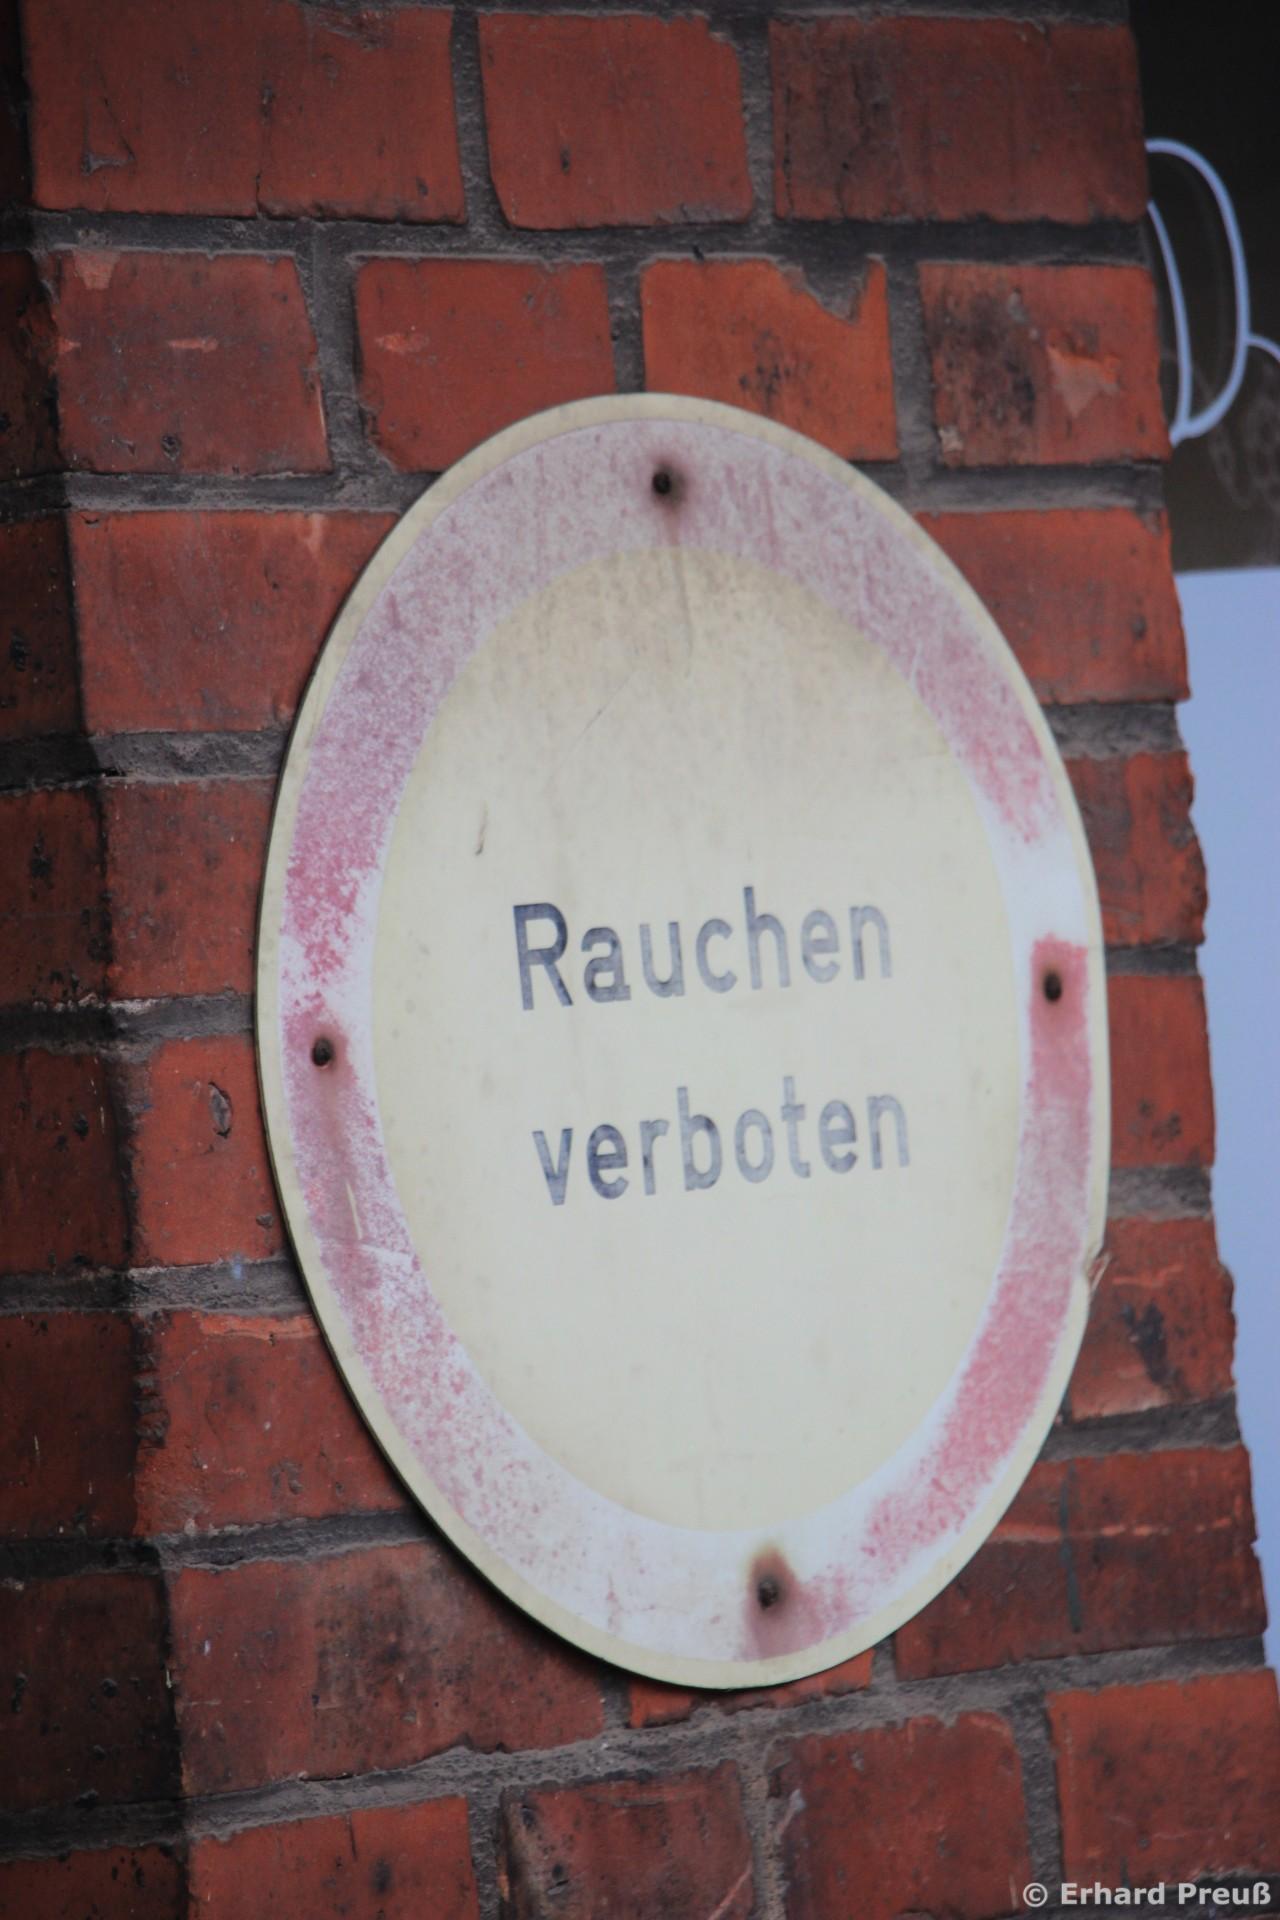 Rauchen
verboten
© Erhard Preuß